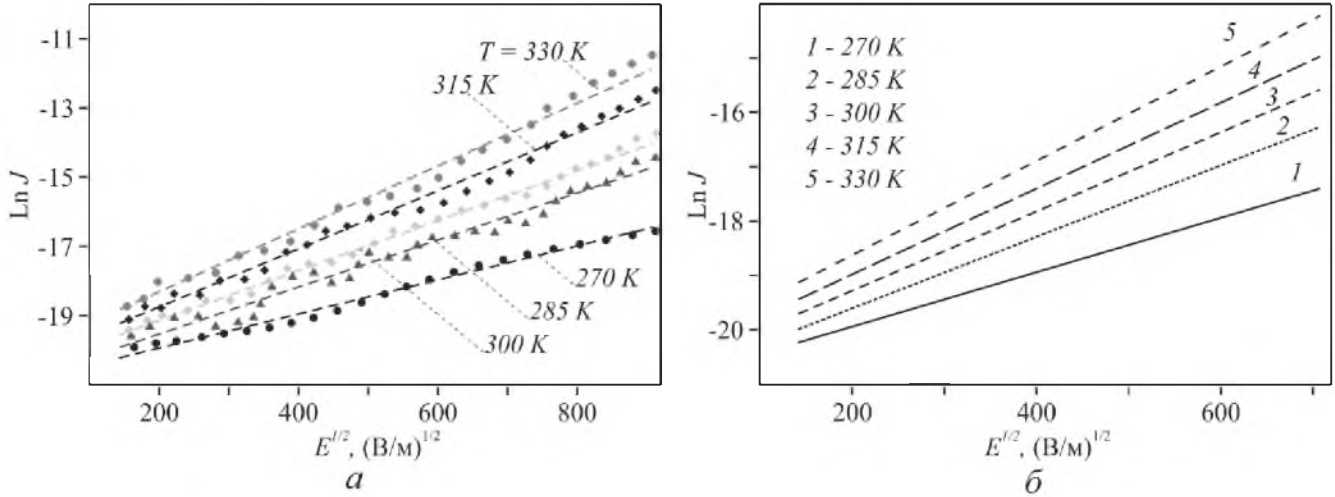 -11
-13
-15
-17
-19
Ln J
T = 330 K
315 K
270 K
285 K
300 K
200
400
600
800
E^{1/2}, (В/м)^{1/2}
а
-16
-18
-20
Ln J
1 - 270 K
2 - 285 K
3 - 300 K
4 - 315 K
5 - 330 K
5
4
3
2
1
200
400
600
E^{1/2}, (В/м)^{1/2}
б